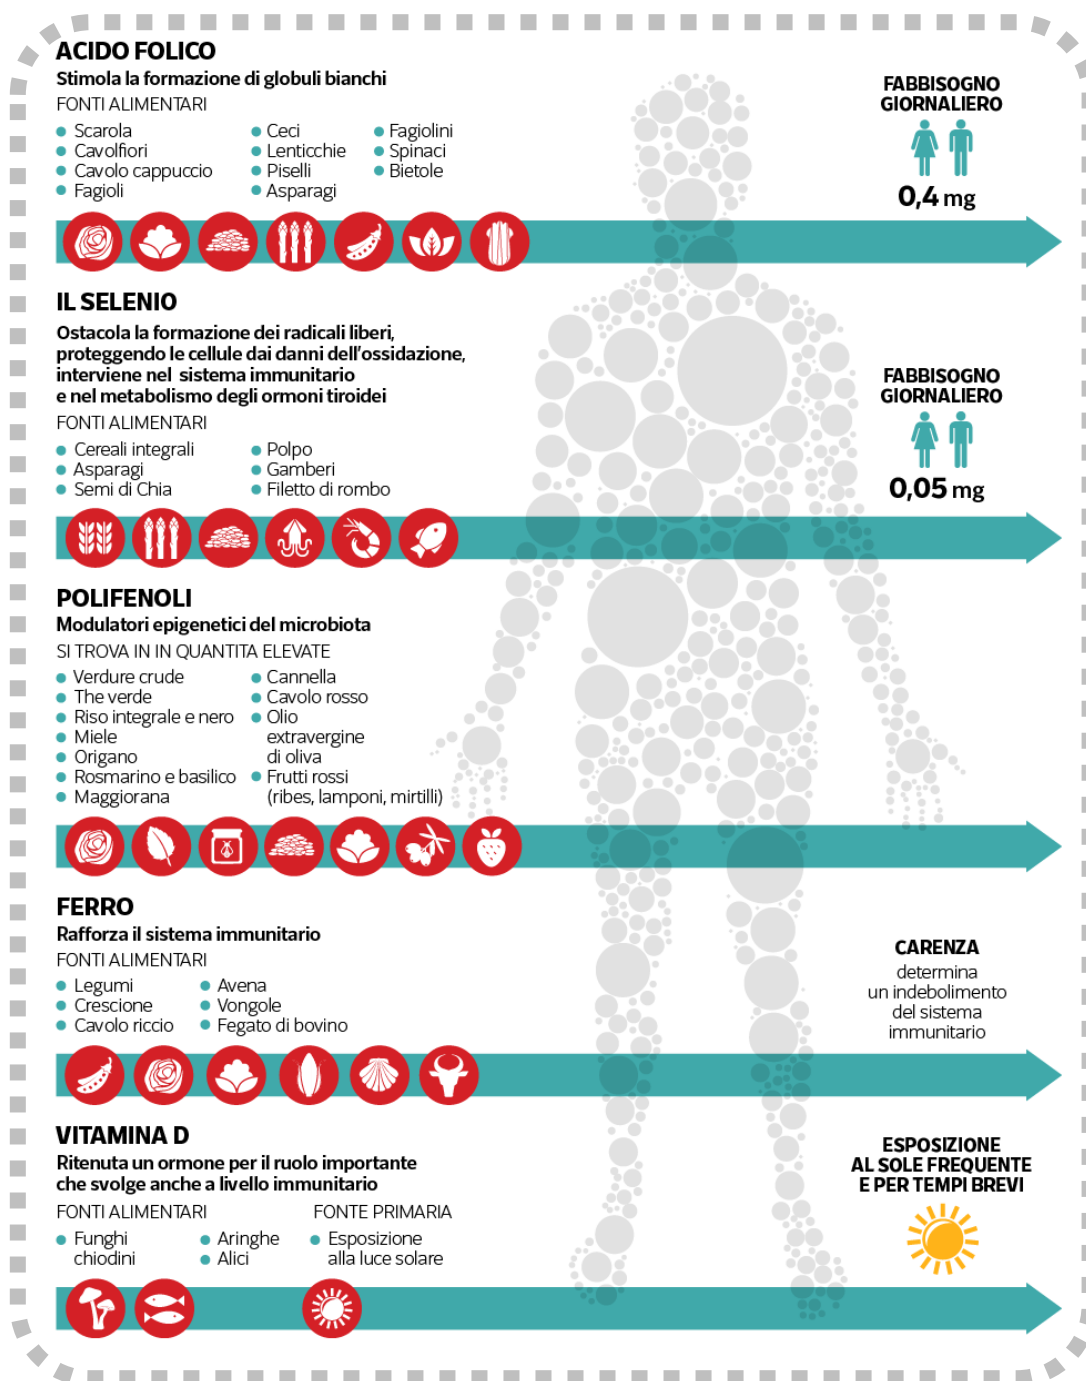 ACIDO FOLICO
Stimola la formazione di globuli bianchi
FONTI ALIMENTARI
Scarola
Cavolfiori
Cavolo cappuccio
Fagioli
Ceci
Lenticchie
Piselli
Asparagi
Fagiolini
Spinaci
Bietole
FABBISOGNO
GIORNALIERO
0,4 mg
IL SELENIO
Ostacola la formazione dei radicali liberi,
proteggendo le cellule dai danni dell'ossidazione,
interviene nel sistema immunitario
e nel metabolismo degli ormoni tiroidei
FONTI ALIMENTARI
Cereali integrali
Asparagi
Semi di Chia
Polpo
Gamberi
Filetto di rombo
FABBISOGNO
GIORNALIERO
0,05 mg
POLIFENOLI
Modulatori epigenetici del microbiota
SI TROVA IN IN QUANTITA ELEVATE
Verdure crude
The verde
Riso integrale e nero
Miele
Origano
Rosmarino e basilico
Maggiorana
Cannella
Cavolo rosso
Olio
extravergine
di oliva
Frutti rossi
(ribes, lamponi, mirtilli)
FERRO
Rafforza il sistema immunitario
FONTI ALIMENTARI
Legumi
Crescione
Cavolo riccio
Avena
Vongole
Fegato di bovino
CARENZA
determina
un indebolimento
del sistema
immunitario
VITAMINA D
Ritenuta un ormone per il ruolo importante
che svolge anche a livello immunitario
FONTI ALIMENTARI
Funghi
chiodini
Aringhe
Alici
FONTE PRIMARIA
Esposizione
alla luce solare
ESPOSIZIONE
AL SOLE FREQUENTE
E PER TEMPI BREVI